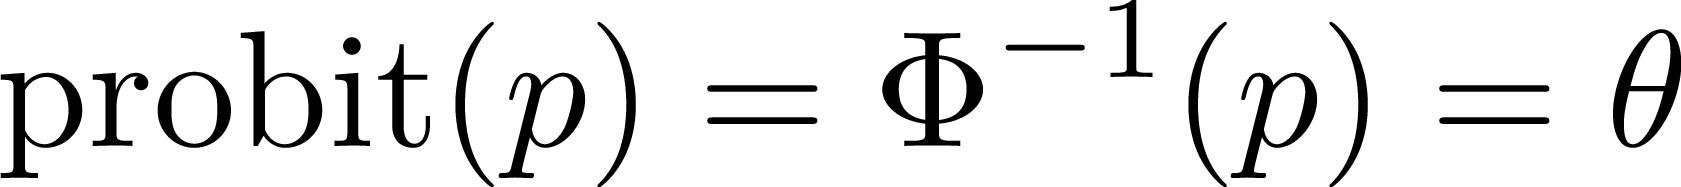 probit(p) = Φ⁻¹(p) = θ